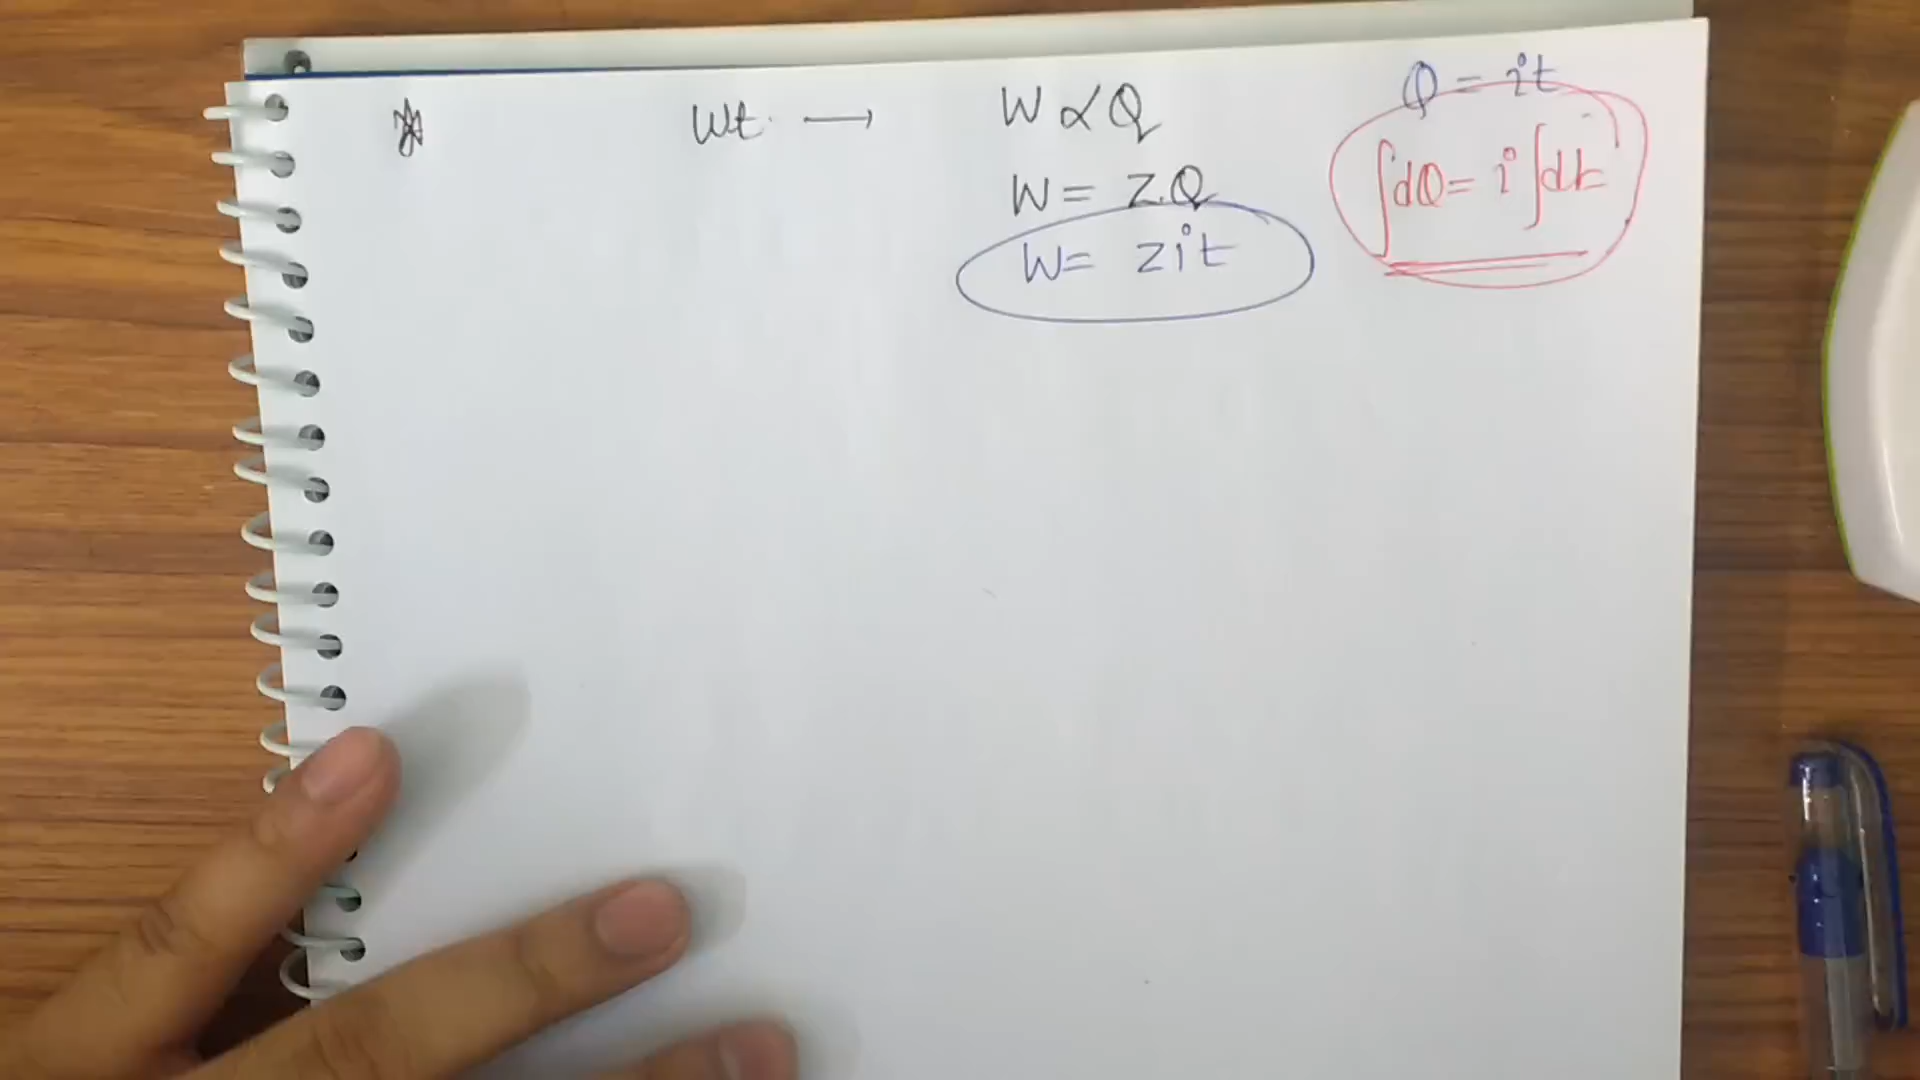 Wt. ⟶ W ∝ Q
Q = it
W = Z.Q
∫dQ = i ∫dt
W = Zit